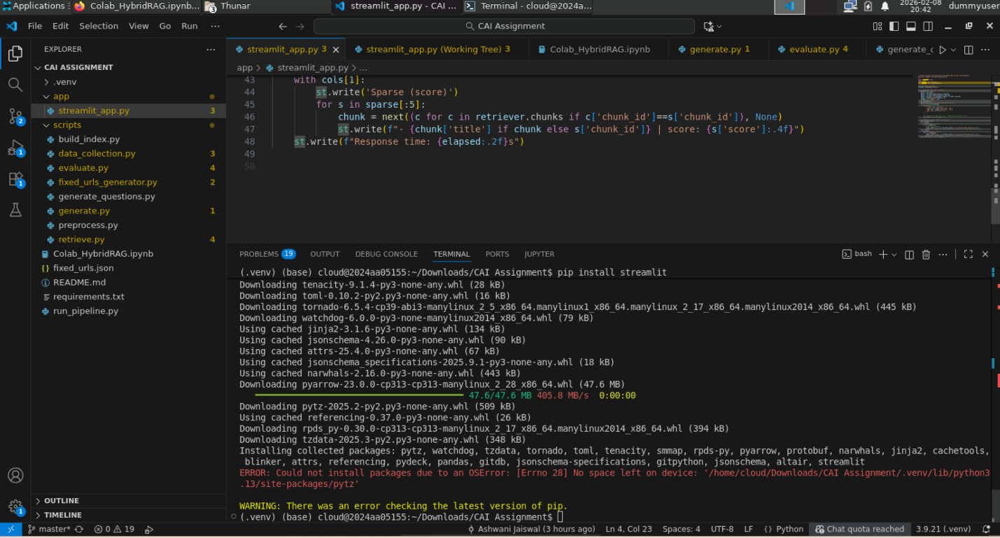 Applications
Colab_HybridRAG.ipynb...
3
Thunar
streamlit_app.py - CAI ...
Terminal - cloud@2024a...
2026-02-08
20:42
dummyuser
File Edit Selection View Go Run ···
CAI Assignment
EXPLORER
CAI ASSIGNMENT
.venv
app
streamlit_app.py 3
scripts
build_index.py
data_collection.py 3
evaluate.py 4
fixed_urls_generator.py 2
generate_questions.py
generate.py 1
preprocess.py
retrieve.py 4
Colab_HybridRAG.ipynb
{} fixed_urls.json
README.md
requirements.txt
run_pipeline.py
OUTLINE
TIMELINE
2
1
1
1
streamlit_app.py 3
streamlit_app.py (Working Tree) 3
Colab_HybridRAG.ipynb
generate.py 1
evaluate.py 4
app > streamlit_app.py > ...
43 with cols[1]:
44 st.write('Sparse (score)')
45 for s in sparse[:5]:
46 chunk = next((c for c in retriever.chunks if c['chunk_id']==s['chunk_id']), None)
47 st.write(f"- {chunk['title'] if chunk else s['chunk_id']} | score: {s['score']:.4f}")
48 st.write(f"Response time: {elapsed:.2f}s")
49
50
PROBLEMS 19 OUTPUT DEBUG CONSOLE TERMINAL PORTS JUPYTER
bash
(.venv) (base) cloud@2024aa05155:~/Downloads/CAI Assignment$ pip install streamlit
Downloading tenacity-9.1.4-py3-none-any.whl (28 kB)
Downloading toml-0.10.2-py2.py3-none-any.whl (16 kB)
Downloading tornado-6.5.4-cp39-abi3-manylinux_2_5_x86_64.manylinux1_x86_64.manylinux_2_17_x86_64.manylinux2014_x86_64.whl (445 kB)
Downloading watchdog-6.0.0-py3-none-manylinux2014_x86_64.whl (79 kB)
Using cached jinja2-3.1.6-py3-none-any.whl (134 kB)
Using cached jsonschema-4.26.0-py3-none-any.whl (90 kB)
Using cached attrs-25.4.0-py3-none-any.whl (67 kB)
Using cached jsonschema_specifications-2025.9.1-py3-none-any.whl (18 kB)
Using cached narwhals-2.16.0-py3-none-any.whl (443 kB)
Downloading pyarrow-23.0.0-cp313-cp313-manylinux_2_28_x86_64.whl (47.6 MB)
47.6/47.6 MB 405.8 MB/s 0:00:00
Downloading pytz-2025.2-py2.py3-none-any.whl (509 kB)
Using cached referencing-0.37.0-py3-none-any.whl (26 kB)
Downloading rpds_py-0.30.0-cp313-cp313-manylinux_2_17_x86_64.manylinux2014_x86_64.whl (394 kB)
Downloading tzdata-2025.3-py2.py3-none-any.whl (348 kB)
Installing collected packages: pytz, watchdog, tzdata, tornado, toml, tenacity, smmap, rpds-py, pyarrow, protobuf, narwhals, jinja2, cachetools,
blinker, attrs, referencing, pydeck, pandas, gitdb, jsonschema-specifications, gitpython, jsonschema, altair, streamlit
ERROR: Could not install packages due to an OSError: [Errno 28] No space left on device: '/home/cloud/Downloads/CAI Assignment/.venv/lib/python3
.13/site-packages/pytz'
WARNING: There was an error checking the latest version of pip.
(.venv) (base) cloud@2024aa05155:~/Downloads/CAI Assignment$
master* 0 19
Ashwani Jaiswal (3 hours ago) Ln 4, Col 23 Spaces: 4 UTF-8 LF {} Python Chat quota reached 3.9.21 (.venv)